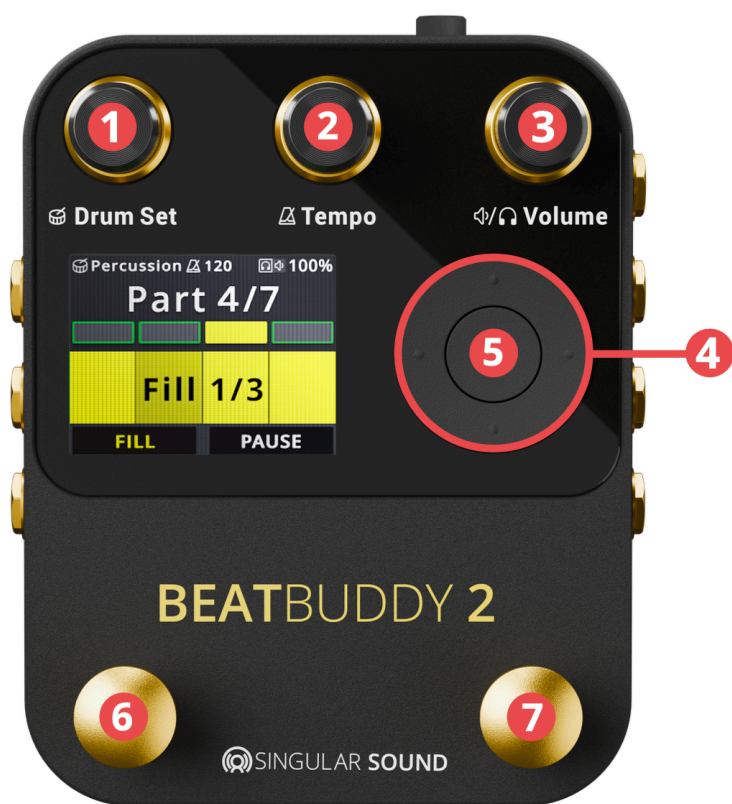 1
2
3
Drum Set
Tempo
/ Volume
Percussion 120 100%
Part 4/7
Fill 1/3
FILL PAUSE
5
4
BEATBUDDY 2
6
7
SINGULAR SOUND